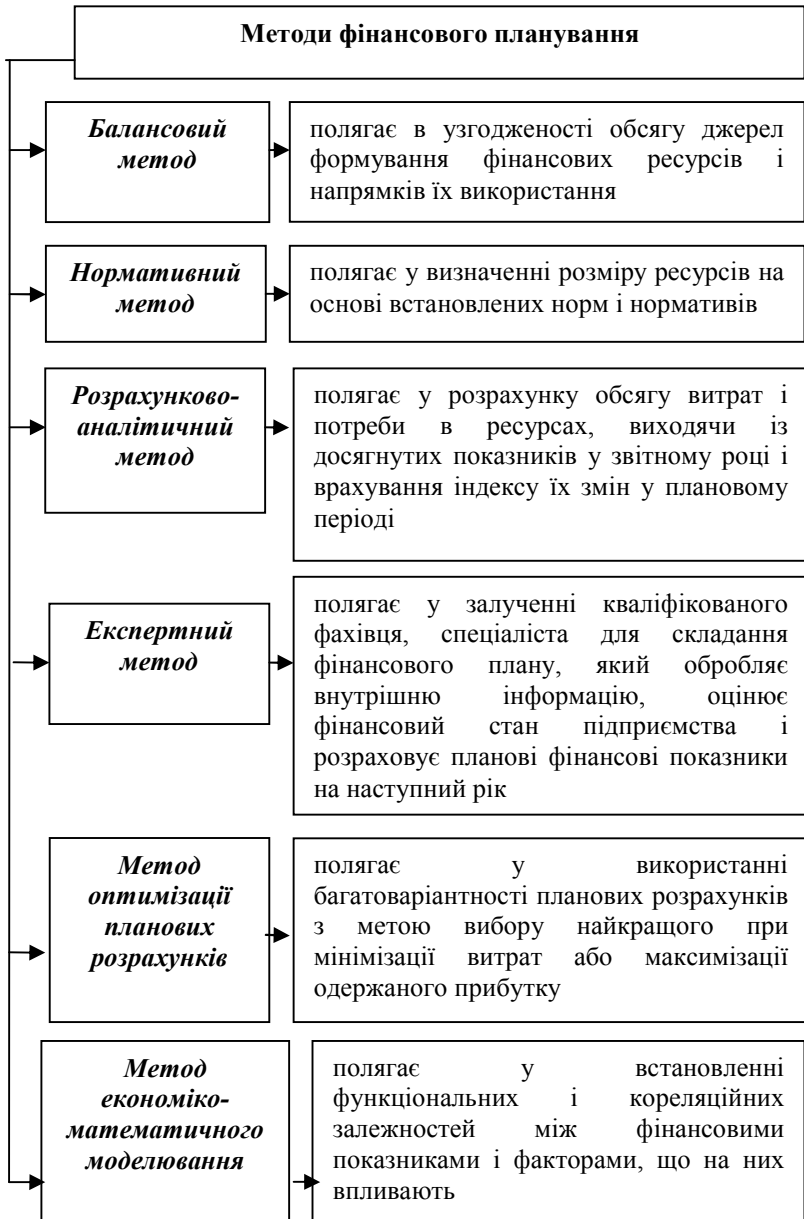 Методи фінансового планування
Балансовий
метод
полягає в узгодженості обсягу джерел
формування фінансових ресурсів і
напрямків їх використання
Нормативний
метод
полягає у визначенні розміру ресурсів на
основі встановлених норм і нормативів
Розрахунково-
аналітичний
метод
полягає у розрахунку обсягу витрат і
потреби в ресурсах, виходячи із
досягнутих показників у звітному році і
врахування індексу їх змін у плановому
періоді
Експертний
метод
полягає у залученні кваліфікованого
фахівця, спеціаліста для складання
фінансового плану, який обробляє
внутрішню інформацію, оцінює
фінансовий стан підприємства і
розраховує планові фінансові показники
на наступний рік
Метод
оптимізації
планових
розрахунків
полягає у використанні
багатоваріантності планових розрахунків
з метою вибору найкращого при
мінімізації витрат або максимізації
одержаного прибутку
Метод
економіко-
математичного
моделювання
полягає у встановленні
функціональних і кореляційних
залежностей між фінансовими
показниками і факторами, що на них
впливають